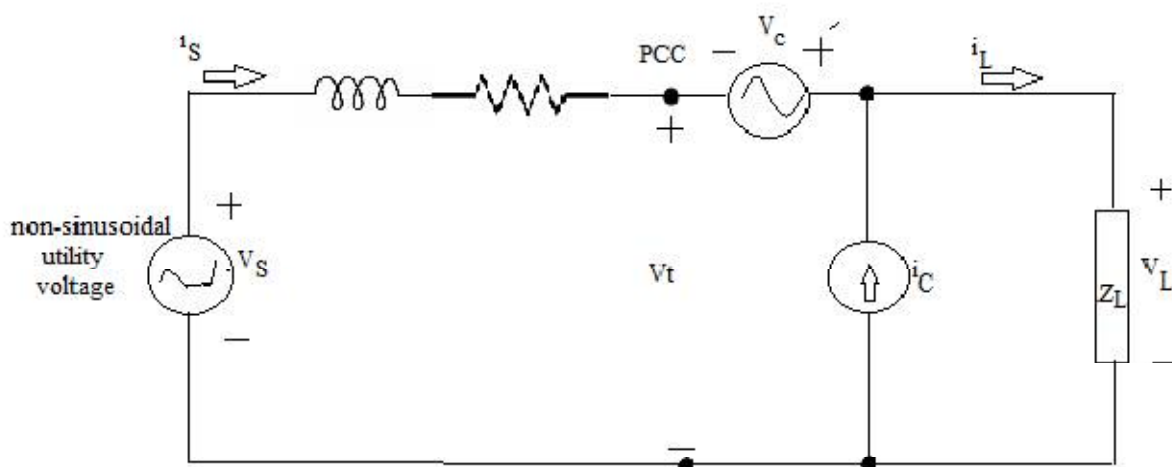 iS
PCC
− Vc +
iL
+
+
non-sinusoidal
utility
voltage
VS
Vt
iC
ZL
+
vL
−
−
−